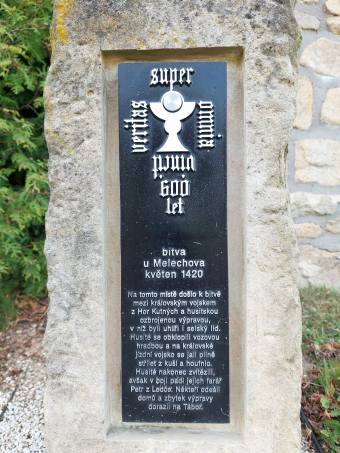 super
veritas
omnia
vincit
600
let
bitva
u Melechova
květen 1420
Na tomto místě došlo k bitvě
mezi královským vojskem
z Hor Kutných a husitskou
ozbrojenou výpravou,
v níž byli uhlíři i selský lid.
Husité se obklopili vozovou
hradbou a na královské
jízdní vojsko se jali pilně
střílet z kuší a houfnic.
Husité nakonec zvítězili,
avšak v boji padl jejich farář
Petr z Ledče. Někteří odešli
domů a zbytek výpravy
dorazil na Tábor.